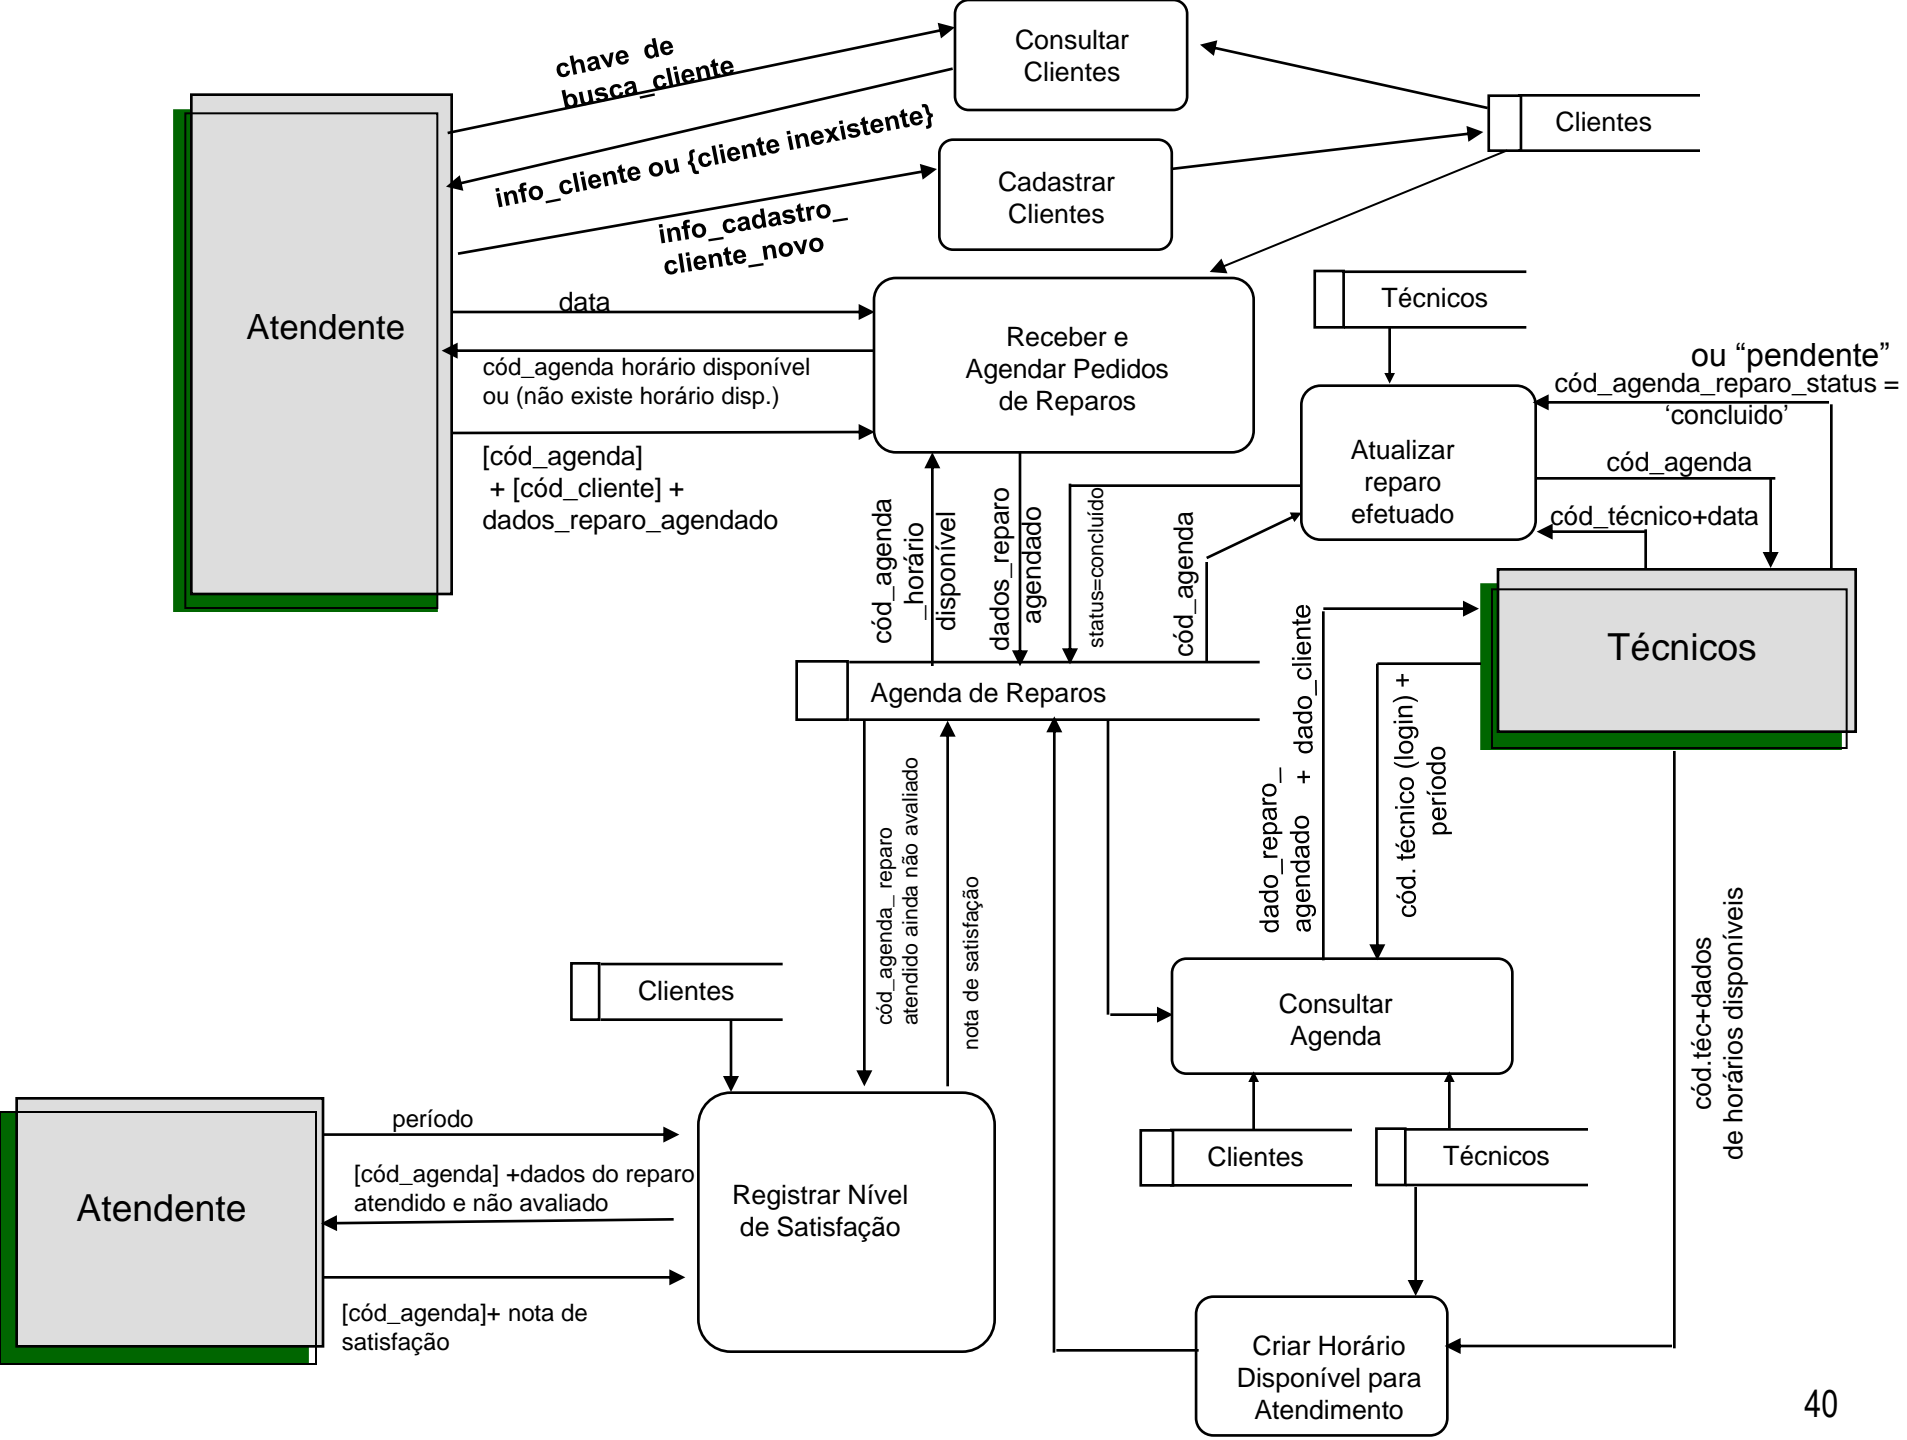 chave  de
busca_cliente
Consultar
Clientes
Clientes
info_cliente ou {cliente inexistente}
Cadastrar
Clientes
info_cadastro_
cliente_novo
Atendente
data
Receber e
Agendar Pedidos
de Reparos
cód_agenda horário disponível
ou (não existe horário disp.)
[cód_agenda]
+ [cód_cliente] +
dados_reparo_agendado
Técnicos
ou “pendente”
cód_agenda_reparo_status =
‘concluido’
Atualizar
reparo
efetuado
cód_agenda
cód_técnico+data
cód_agenda
_horário
disponível
dados_reparo
agendado
status=concluído
cód_agenda
Técnicos
Agenda de Reparos
dado_reparo_
agendado   +  dado_cliente
cód. técnico (login) +
período
cód_agenda_ reparo
atendido ainda não avaliado
nota de satisfação
cód.téc+dados
de horários disponíveis
Clientes
Consultar
Agenda
Clientes
Técnicos
Atendente
período
[cód_agenda] +dados do reparo
atendido e não avaliado
[cód_agenda]+ nota de
satisfação
Registrar Nível
de Satisfação
Criar Horário
Disponível para
Atendimento
40